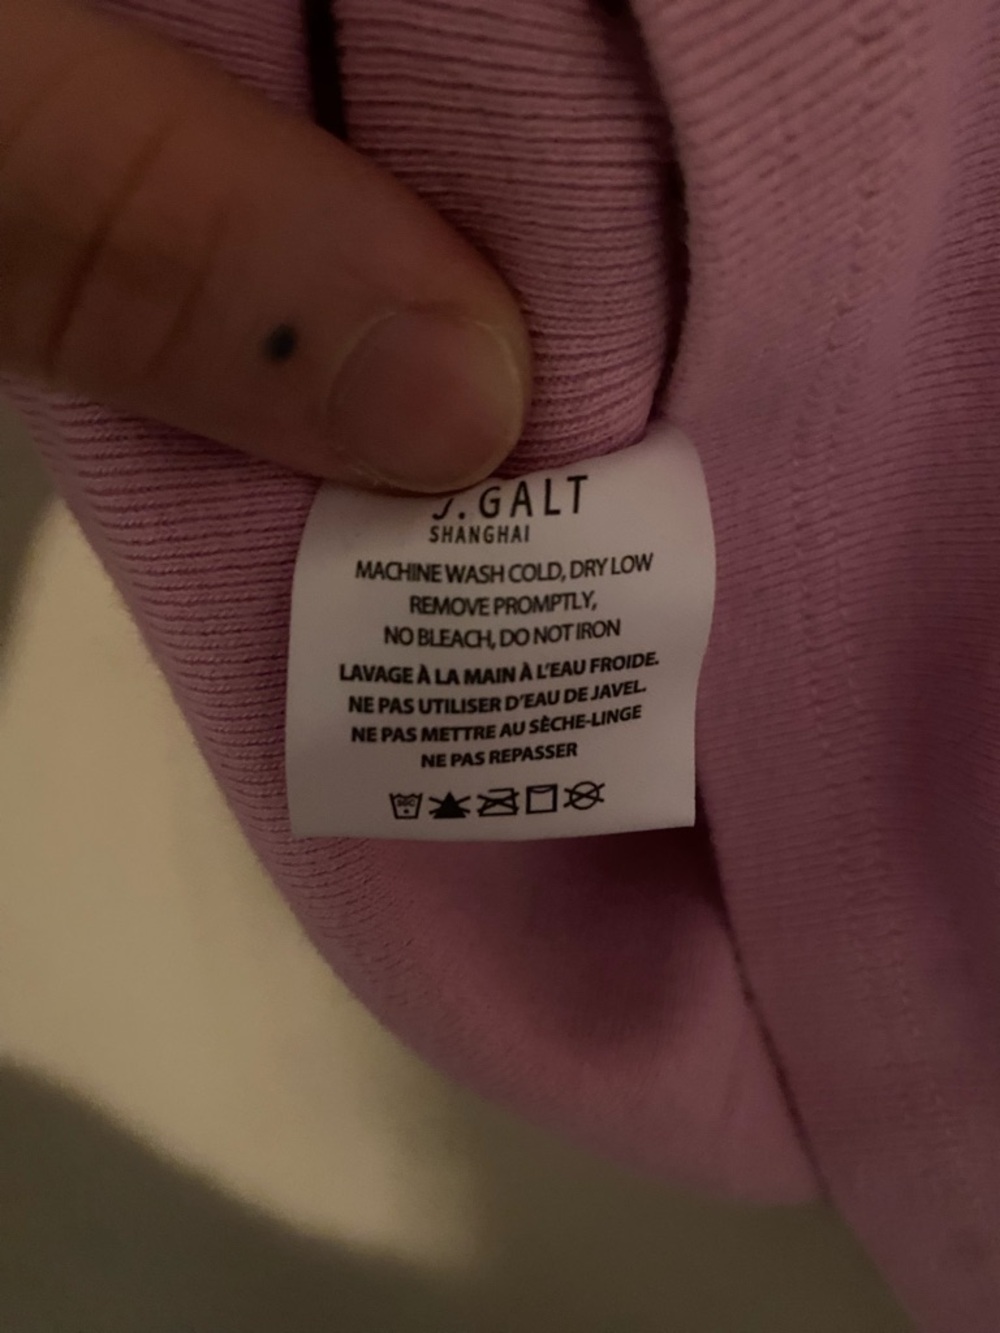 J.GALT
SHANGHAI
MACHINE WASH COLD, DRY LOW
REMOVE PROMPTLY,
NO BLEACH, DO NOT IRON
LAVAGE À LA MAIN À L'EAU FROIDE.
NE PAS UTILISER D'EAU DE JAVEL.
NE PAS METTRE AU SÈCHE-LINGE
NE PAS REPASSER